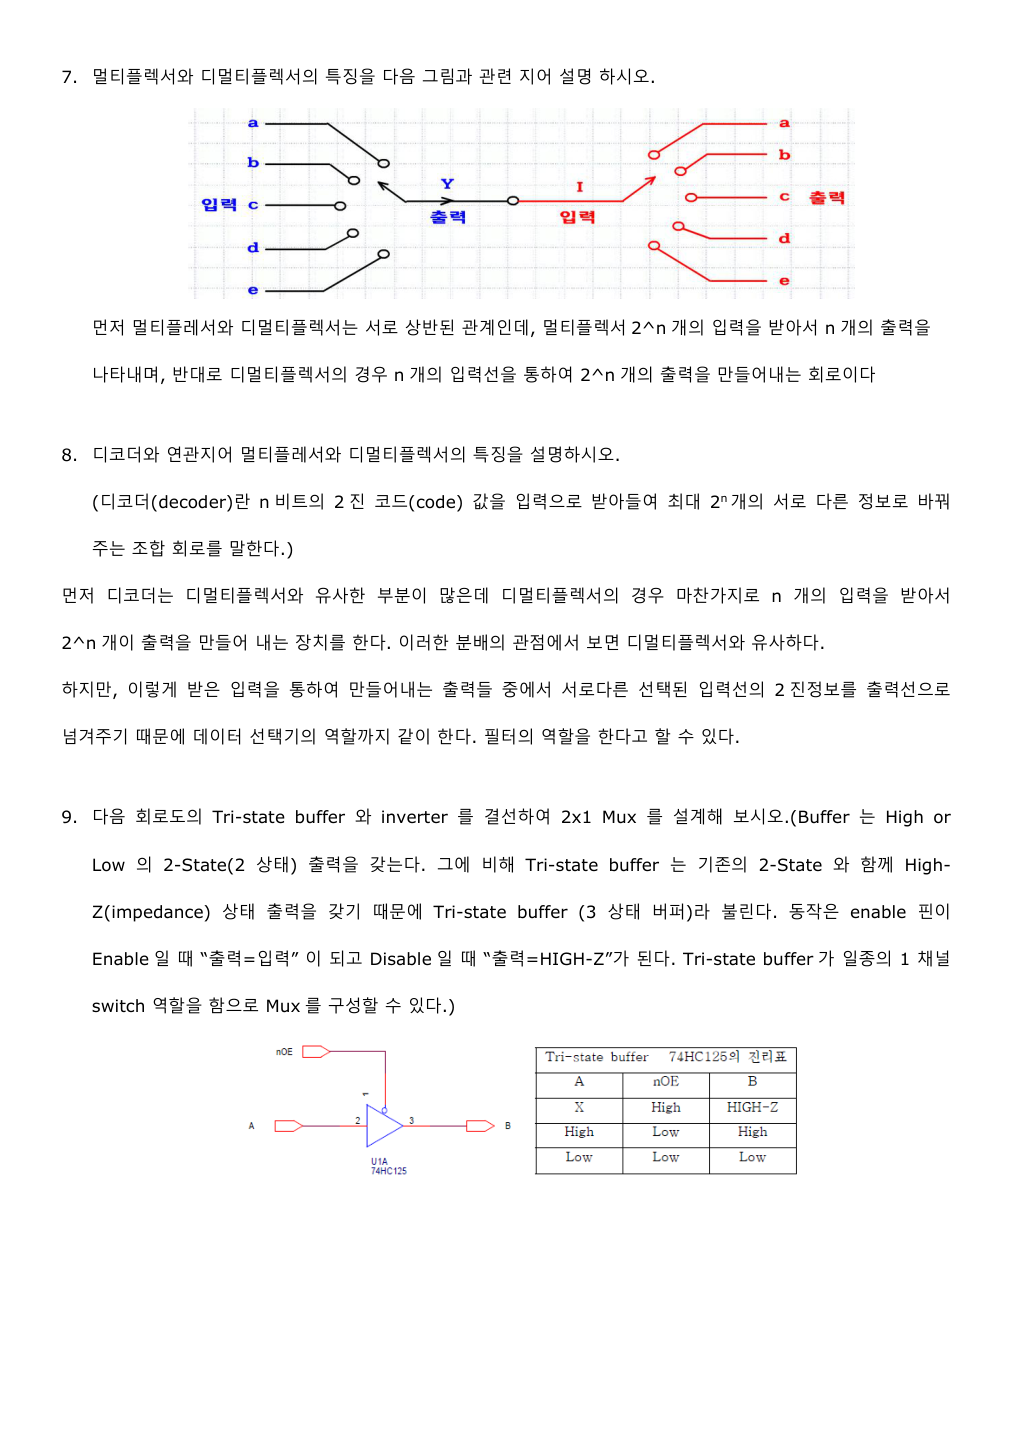 7. 멀티플렉서와 디멀티플렉서의 특징을 다음 그림과 관련 지어 설명 하시오.
a
b
입력 c
d
e
Y
출력
I
입력
a
b
c 출력
d
e
먼저 멀티플레서와 디멀티플렉서는 서로 상반된 관계인데, 멀티플렉서 2^n 개의 입력을 받아서 n 개의 출력을
나타내며, 반대로 디멀티플렉서의 경우 n 개의 입력선을 통하여 2^n 개의 출력을 만들어내는 회로이다
8. 디코더와 연관지어 멀티플레서와 디멀티플렉서의 특징을 설명하시오.
(디코더(decoder)란 n 비트의 2 진 코드(code) 값을 입력으로 받아들여 최대 2ⁿ 개의 서로 다른 정보로 바꿔
주는 조합 회로를 말한다.)
먼저 디코더는 디멀티플렉서와 유사한 부분이 많은데 디멀티플렉서의 경우 마찬가지로 n 개의 입력을 받아서
2^n 개이 출력을 만들어 내는 장치를 한다. 이러한 분배의 관점에서 보면 디멀티플렉서와 유사하다.
하지만, 이렇게 받은 입력을 통하여 만들어내는 출력들 중에서 서로다른 선택된 입력선의 2 진정보를 출력선으로
넘겨주기 때문에 데이터 선택기의 역할까지 같이 한다. 필터의 역할을 한다고 할 수 있다.
9. 다음 회로도의 Tri-state buffer 와 inverter 를 결선하여 2x1 Mux 를 설계해 보시오.(Buffer 는 High or
Low 의 2-State(2 상태) 출력을 갖는다. 그에 비해 Tri-state buffer 는 기존의 2-State 와 함께 High-
Z(impedance) 상태 출력을 갖기 때문에 Tri-state buffer (3 상태 버퍼)라 불린다. 동작은 enable 핀이
Enable 일 때 “출력=입력” 이 되고 Disable 일 때 “출력=HIGH-Z”가 된다. Tri-state buffer 가 일종의 1 채널
switch 역할을 함으로 Mux 를 구성할 수 있다.)
nOE
1
A 2 3 B
U1A
74HC125
Tri-state buffer 74HC125의 진리표
A nOE B
X High HIGH-Z
High Low High
Low Low Low